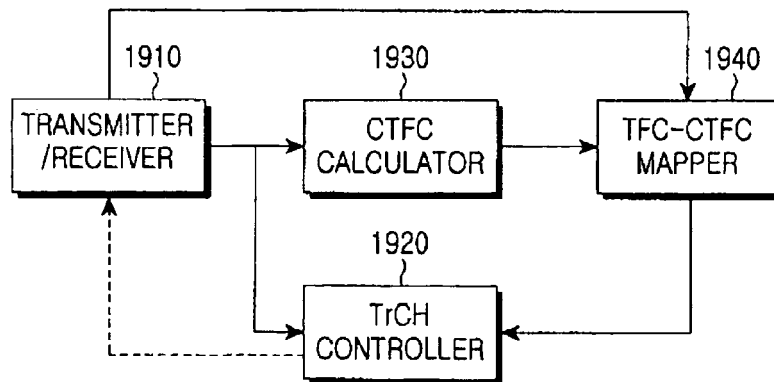 1910
TRANSMITTER
/RECEIVER
1930
CTFC
CALCULATOR
1940
TFC-CTFC
MAPPER
1920
TrCH
CONTROLLER